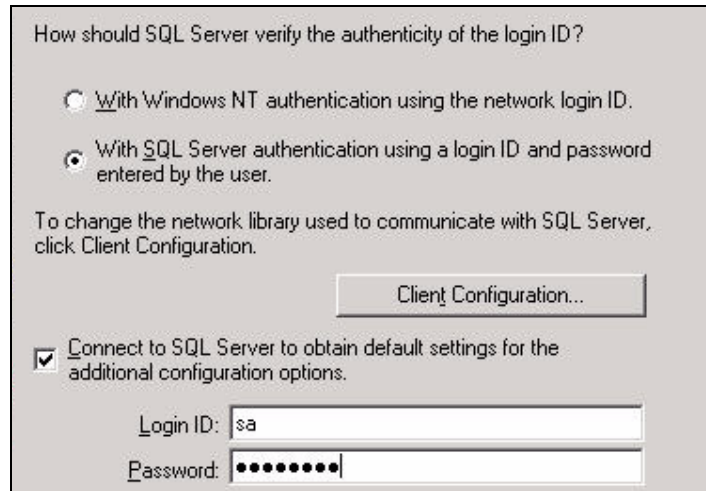 How should SQL Server verify the authenticity of the login ID?
With Windows NT authentication using the network login ID.
With SQL Server authentication using a login ID and password
entered by the user.
To change the network library used to communicate with SQL Server,
click Client Configuration.
Client Configuration...
Connect to SQL Server to obtain default settings for the
additional configuration options.
Login ID: sa
Password: ●●●●●●●●